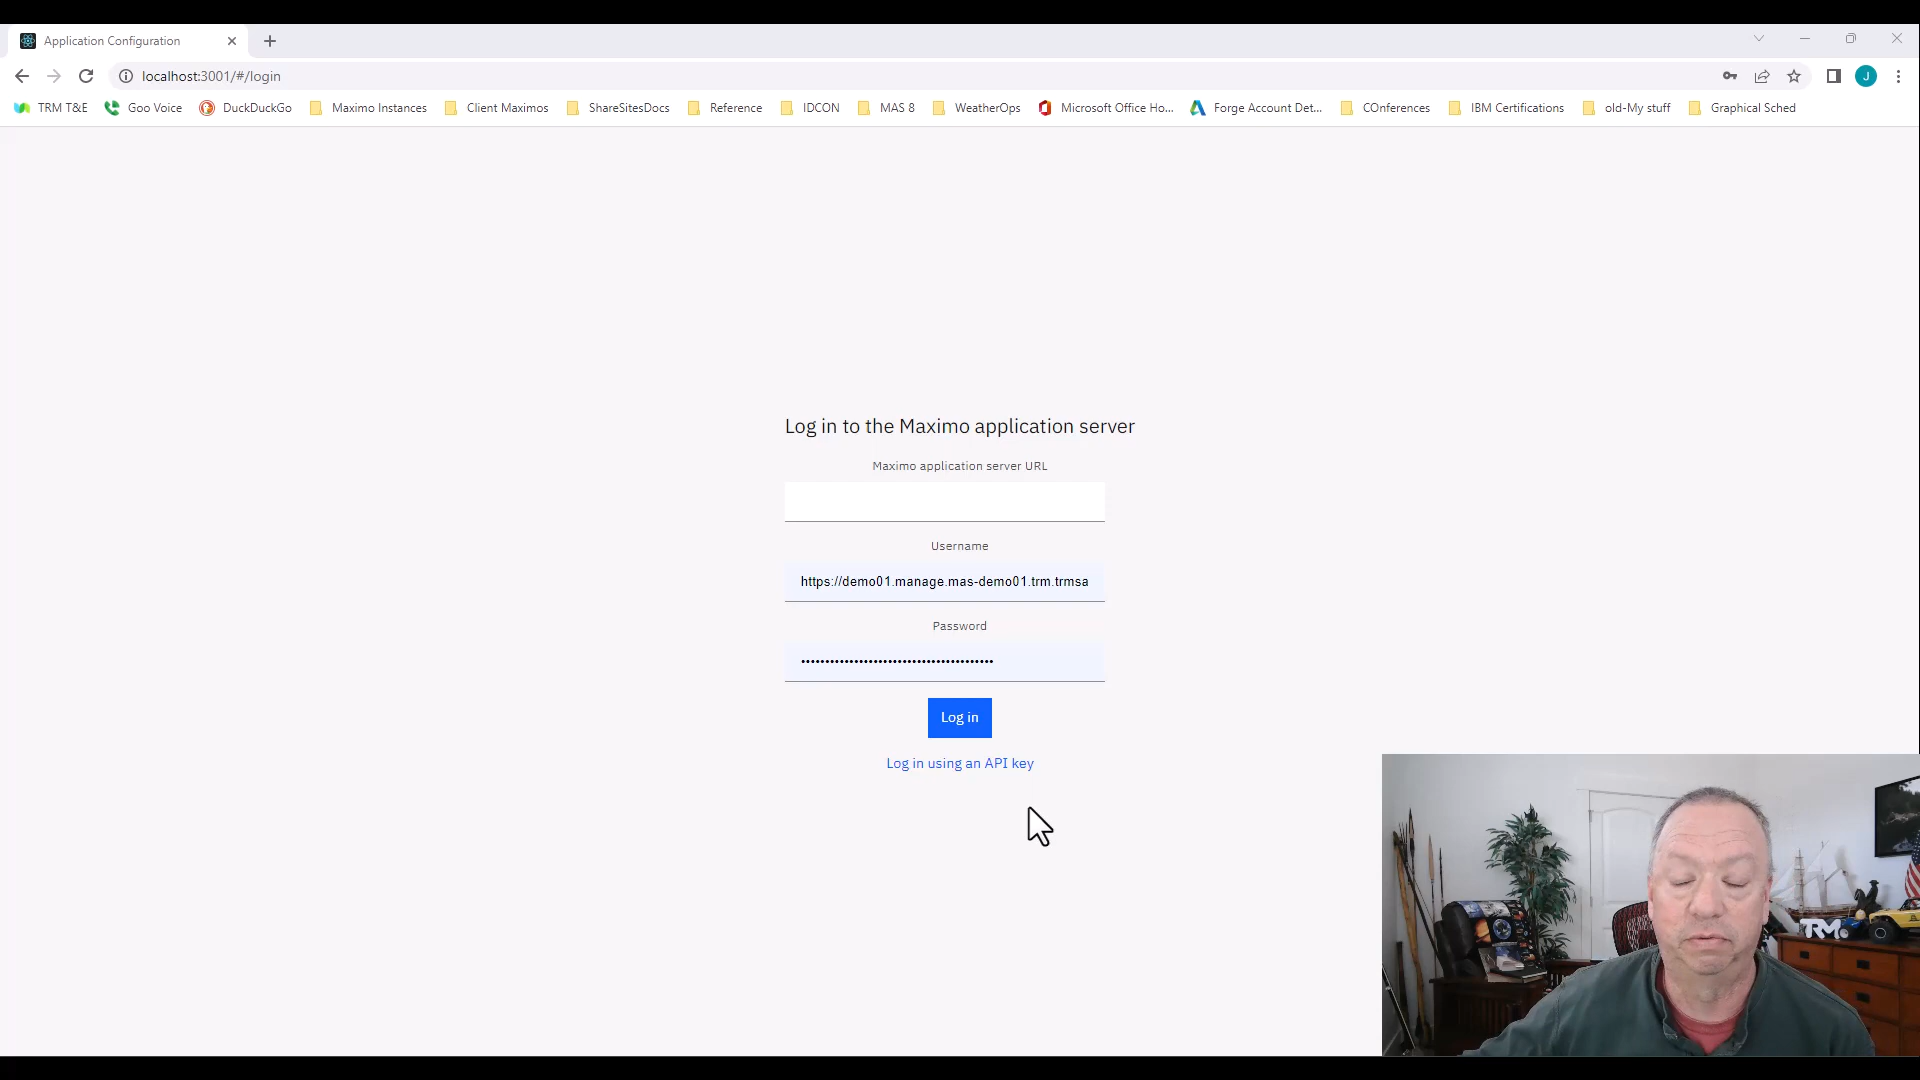 Application Configuration
localhost:3001/#/login
J
TRM T&E Goo Voice DuckDuckGo Maximo Instances Client Maximos ShareSitesDocs Reference IDCON MAS 8 WeatherOps Microsoft Office Ho... Forge Account Det... COnferences IBM Certifications old-My stuff Graphical Sched
Log in to the Maximo application server
Maximo application server URL
Username
https://demo01.manage.mas-demo01.trm.trmsa
Password
Log in
Log in using an API key
TRM